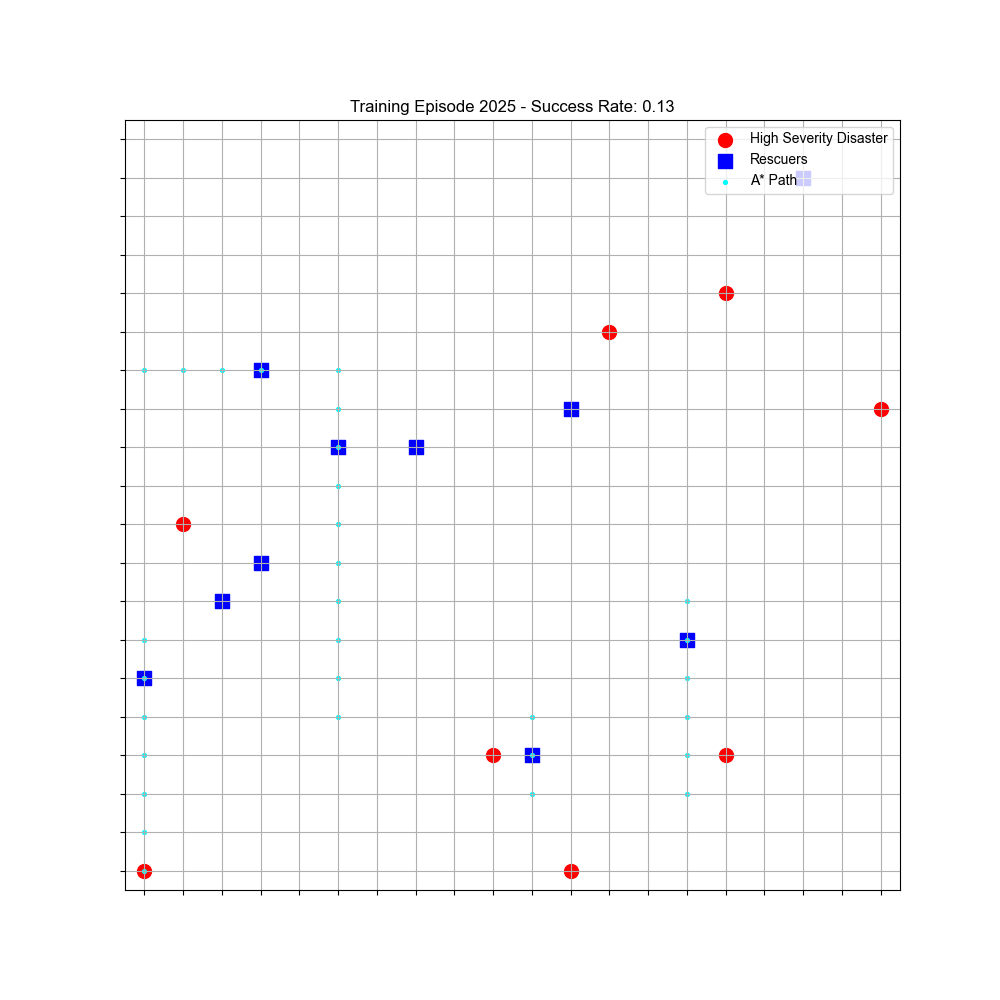 Training Episode 2025 - Success Rate: 0.13
High Severity Disaster
Rescuers
A* Path